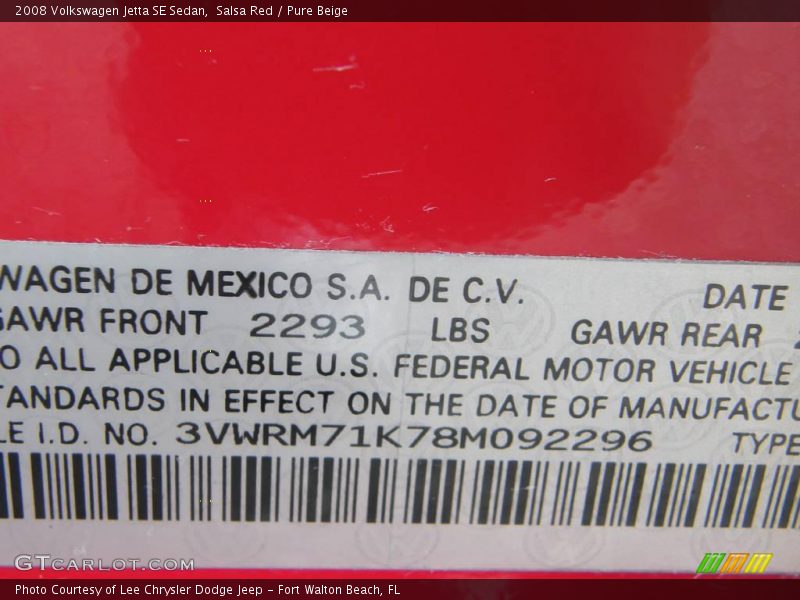 2008 Volkswagen Jetta SE Sedan, Salsa Red / Pure Beige
WAGEN DE MEXICO S.A. DE C.V. DATE
GAWR FRONT 2293 LBS GAWR REAR
O ALL APPLICABLE U.S. FEDERAL MOTOR VEHICLE
TANDARDS IN EFFECT ON THE DATE OF MANUFACTU
LE I.D. NO. 3VWRM71K78M092296 TYPE
GTCARLOT.COM
Photo Courtesy of Lee Chrysler Dodge Jeep - Fort Walton Beach, FL